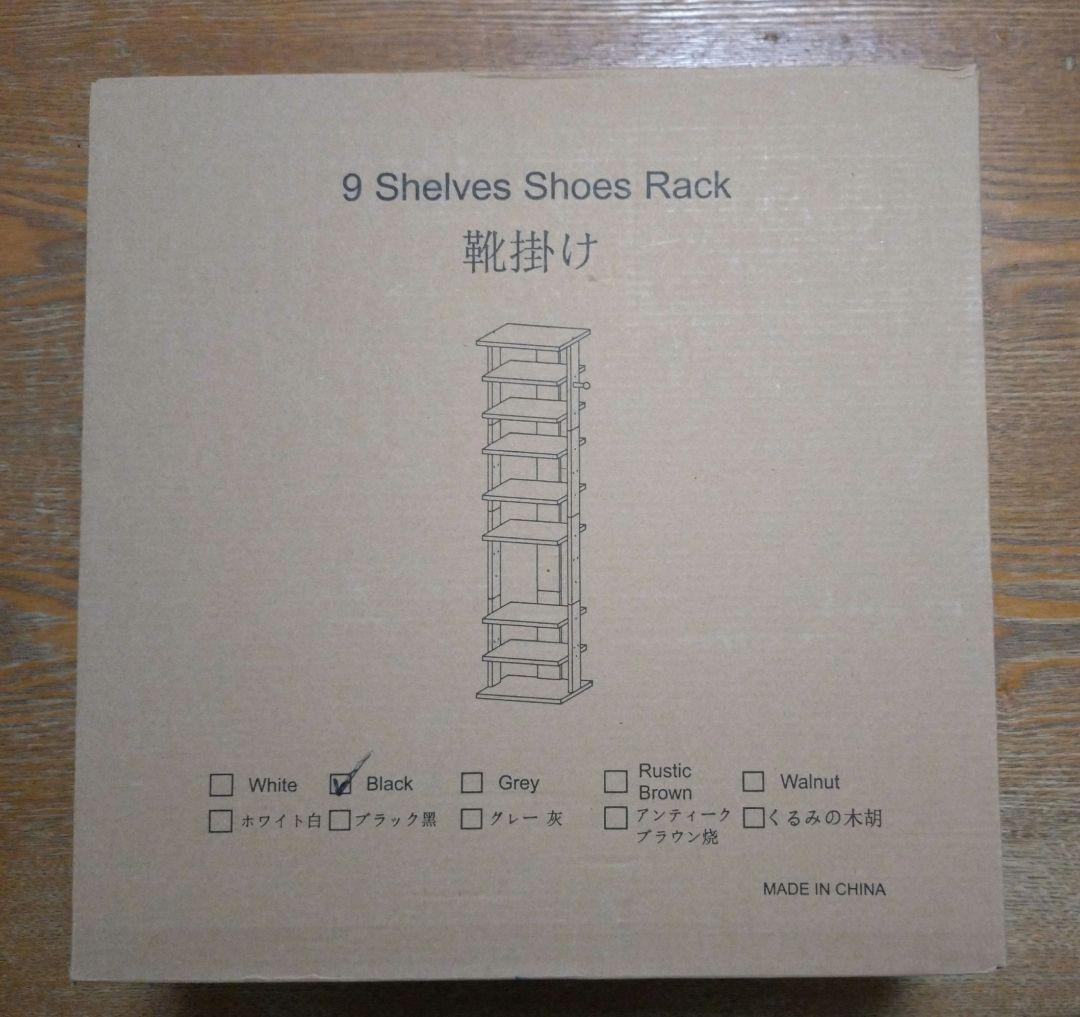 9 Shelves Shoes Rack
靴掛け
White Black Grey Rustic Brown Walnut
ホワイト白 ブラック黑 グレー 灰 アンティーク ブラウン烧 くるみの木胡
MADE IN CHINA